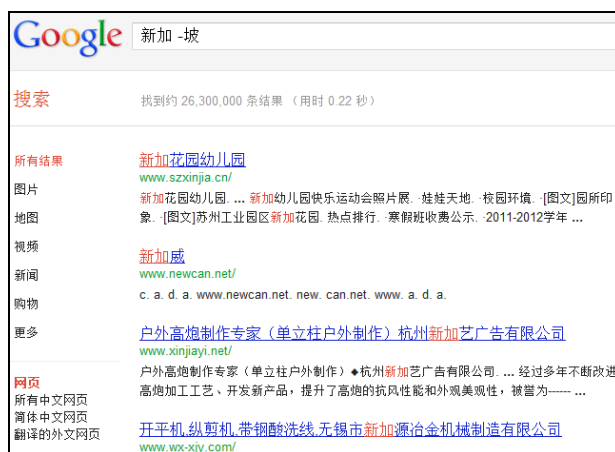 Google
新加 -坡
搜索
找到约 26,300,000 条结果 （用时 0.22 秒）
所有结果
图片
地图
视频
新闻
购物
更多
网页
所有中文网页
简体中文网页
翻译的外文网页
新加花园幼儿园
www.szxinjia.cn/
新加花园幼儿园. ... 新加幼儿园快乐运动会照片展. ·娃娃天地. ·校园环境. ·[图文]园所印
象. ·[图文]苏州工业园区新加花园. 热点排行. ·寒假班收费公示. ·2011-2012学年 ...
新加威
www.newcan.net/
c. a. d. a. www.newcan.net. new. can.net. www. a. d. a.
户外高炮制作专家（单立柱户外制作）杭州新加艺广告有限公司
www.xinjiayi.net/
户外高炮制作专家（单立柱户外制作）◆杭州新加艺广告有限公司. ... 经过多年不断改进
高炮加工工艺、开发新产品，提升了高炮的抗风性能和外观美观性，被誉为------ ...
开平机,纵剪机,带钢酸洗线,无锡市新加源冶金机械制造有限公司
www.wx-xjy.com/